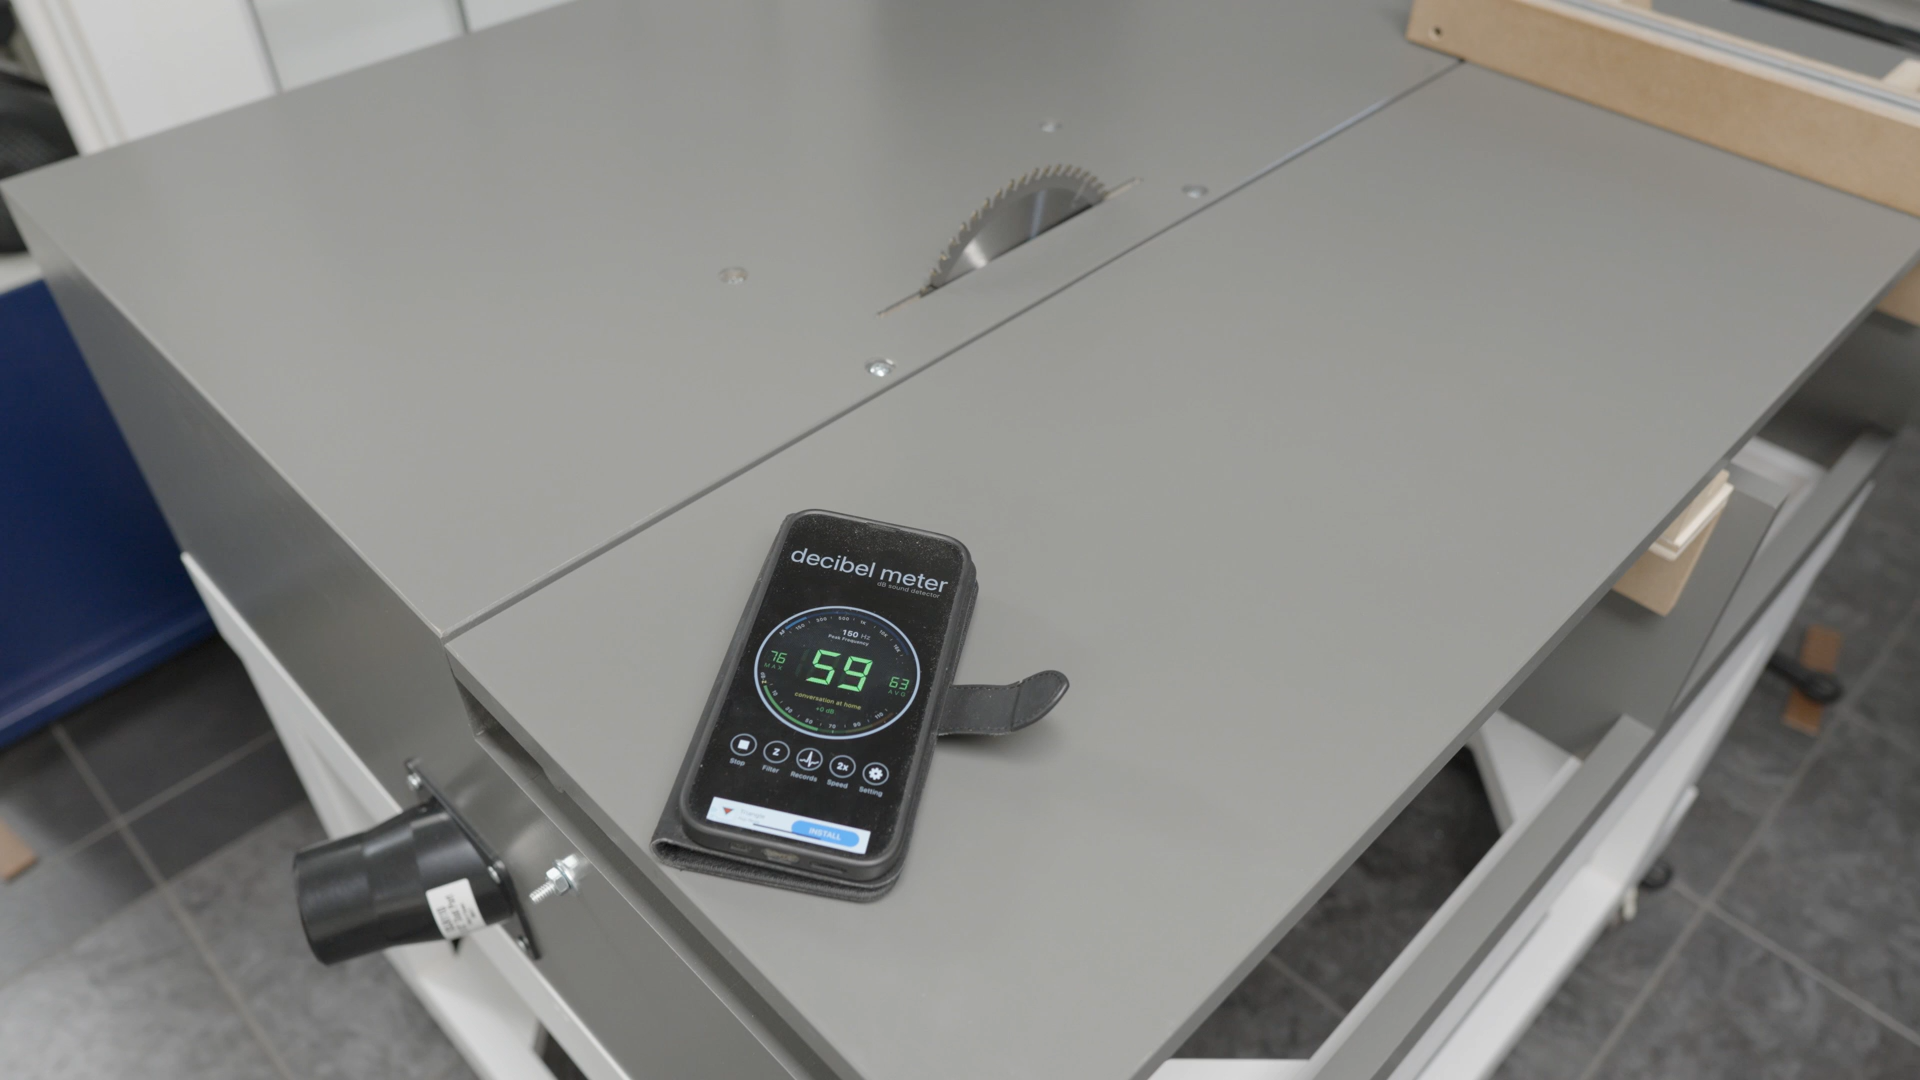 decibel meter
dB sound detector
150 Hz
Peak Frequency
76
MAX
59
63
AVG
conversation at home
+0 dB
Stop
Z
Filter
Records
2x
Speed
Setting
INSTALL